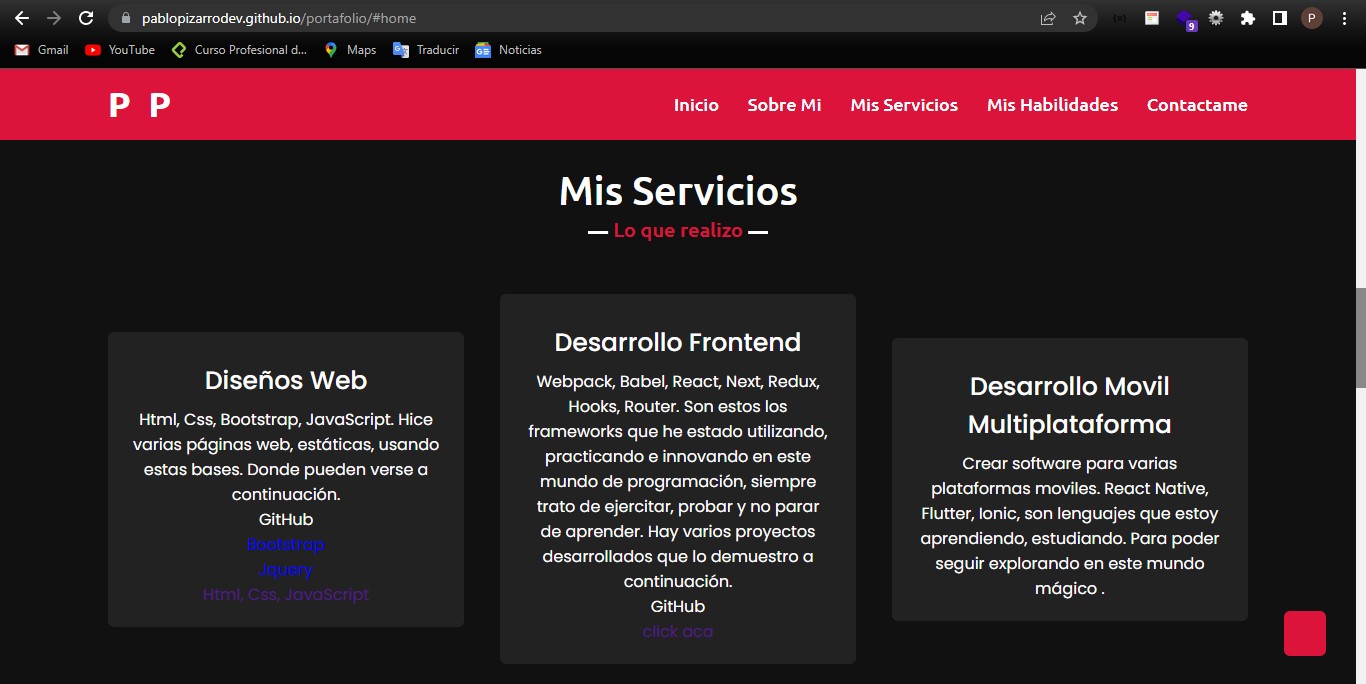 pablopizarrodev.github.io/portafolio/#home
9
P
Gmail
YouTube
Curso Profesional d...
Maps
Traducir
Noticias
P P
Inicio
Sobre Mi
Mis Servicios
Mis Habilidades
Contactame
Mis Servicios
Lo que realizo
Diseños Web
Html, Css, Bootstrap, JavaScript. Hice
varias páginas web, estáticas, usando
estas bases. Donde pueden verse a
continuación.
GitHub
Bootstrap
Jquery
Html, Css, JavaScript
Desarrollo Frontend
Webpack, Babel, React, Next, Redux,
Hooks, Router. Son estos los
frameworks que he estado utilizando,
practicando e innovando en este
mundo de programación, siempre
trato de ejercitar, probar y no parar
de aprender. Hay varios proyectos
desarrollados que lo demuestro a
continuación.
GitHub
click aca
Desarrollo Movil
Multiplataforma
Crear software para varias
plataformas moviles. React Native,
Flutter, Ionic, son lenguajes que estoy
aprendiendo, estudiando. Para poder
seguir explorando en este mundo
mágico .